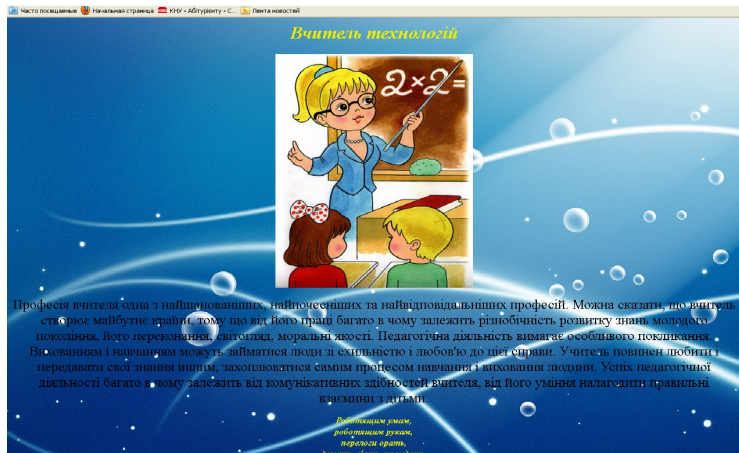 Часто посещаемые Начальная страница КНУ • Абітурієнту • С... Лента новостей
Вчитель технологій
2×2=
Професія вчителя одна з найшанованіших, найпочесніших та найвідповідальніших професій. Можна сказати, що вчитель
створює майбутнє країни, тому що від його праці багато в чому залежить різнобічність розвитку знань молодого
покоління, його переконання, світогляд, моральні якості. Педагогічна діяльність вимагає особливого покликання.
Вихованням і навчанням можуть займатися люди зі схильністю і любов'ю до цієї справи. Учитель повинен любити і
передавати свої знання іншим, захоплюватися самим процесом навчання і виховання людини. Успіх педагогічної
діяльності багато в чому залежить від комунікативних здібностей вчителя, від його уміння налагодити правильні
взаємини з дітьми.
Роботящим умам,
роботящим рукам,
перелоги орать,